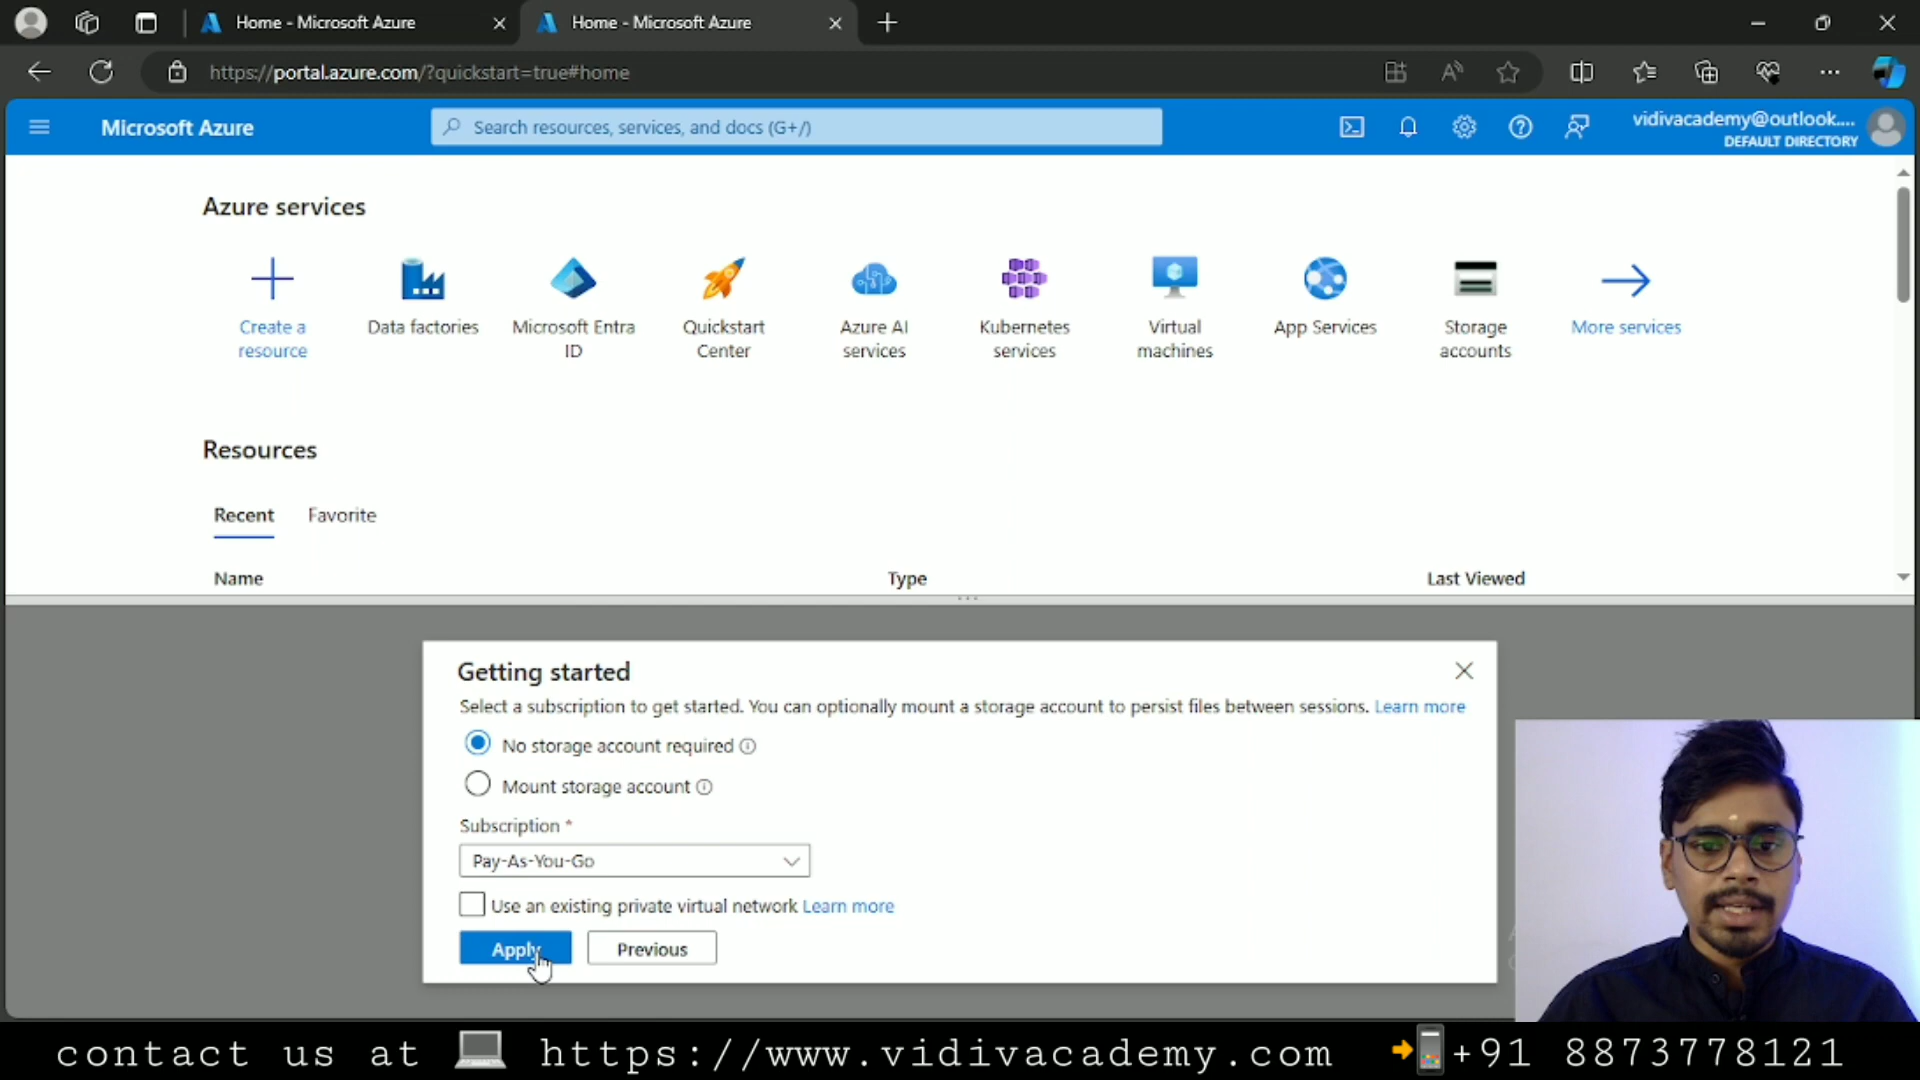 Home - Microsoft Azure
Home - Microsoft Azure
https://portal.azure.com/?quickstart=true#home
Microsoft Azure
Search resources, services, and docs (G+/)
vidivacademy@outlook....
DEFAULT DIRECTORY
Azure services
Create a resource
Data factories
Microsoft Entra ID
Quickstart Center
Azure AI services
Kubernetes services
Virtual machines
App Services
Storage accounts
More services
Resources
Recent Favorite
Name Type Last Viewed
Getting started
Select a subscription to get started. You can optionally mount a storage account to persist files between sessions. Learn more
No storage account required
Mount storage account
Subscription *
Pay-As-You-Go
Use an existing private virtual network Learn more
Apply Previous
contact us at https://www.vidivacademy.com +91 8873778121